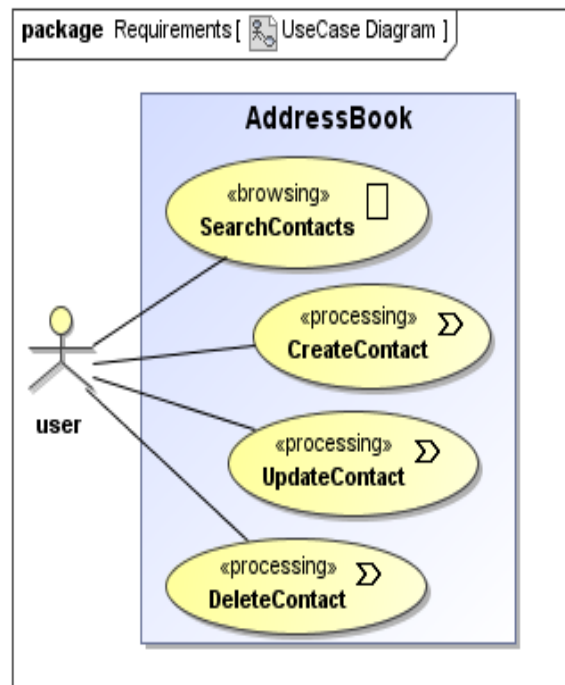 package Requirements [ UseCase Diagram ]
AddressBook
«browsing»
SearchContacts
«processing»
CreateContact
user
«processing»
UpdateContact
«processing»
DeleteContact